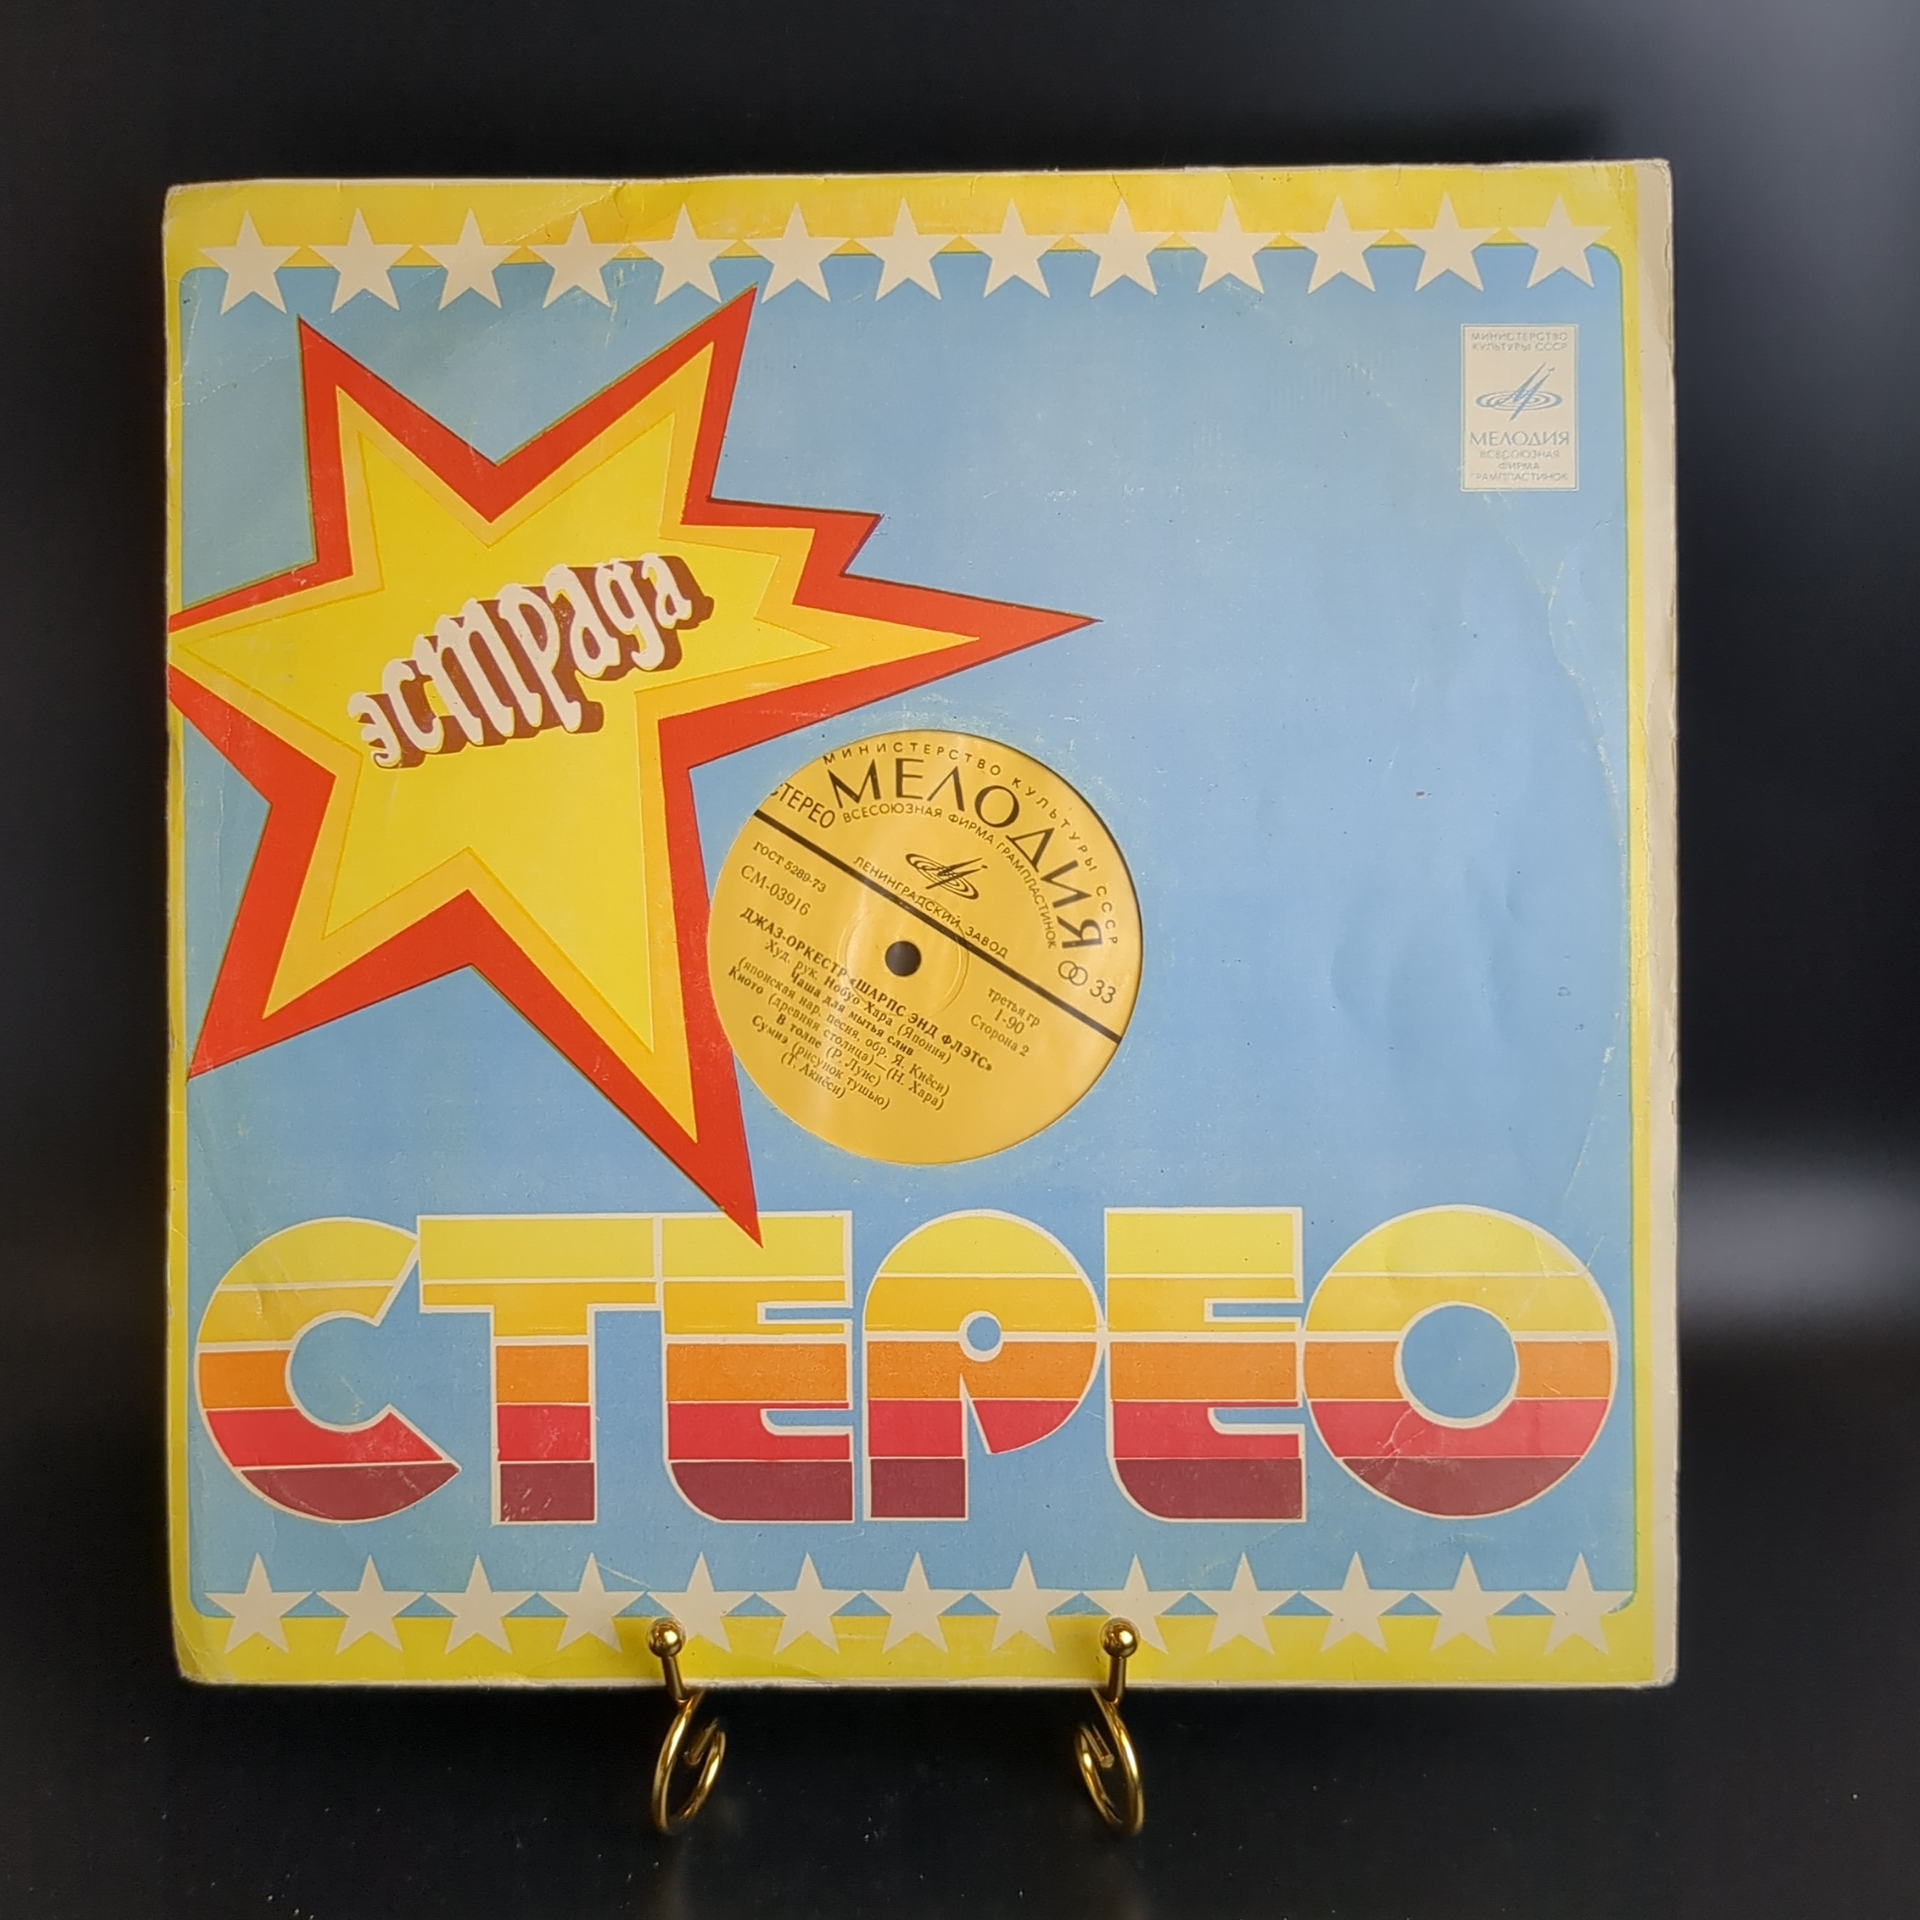 МИНИСТЕРСТВО
КУЛЬТУРЫ СССР
МЕЛОДИЯ
ВСЕСОЮЗНАЯ
ФИРМА
ГРАМПЛАСТИНОК
эстрада
МИНИСТЕРСТВО КУЛЬТУРЫ СССР
МЕЛОДИЯ
ВСЕСОЮЗНАЯ ФИРМА ГРАМПЛАСТИНОК
СТЕРЕО
33
ЛЕНИНГРАДСКИЙ ЗАВОД
ГОСТ 5289-73
СМ-03916
третья гр
1-90
Сторона 2
ДЖАЗ-ОРКЕСТР «ШАРПС ЭНД ФЛЭТС»
Худ. рук. Нобуо Хара (Япония)
Чаша для мытья слив
(японская нар. песня, обр. Я. Киёси)
Киото (древняя столица)—(Н. Хара)
В толпе (Р. Луис)
Сумиэ (рисунок тушью)
(Т. Акиёси)
СТЕРЕО